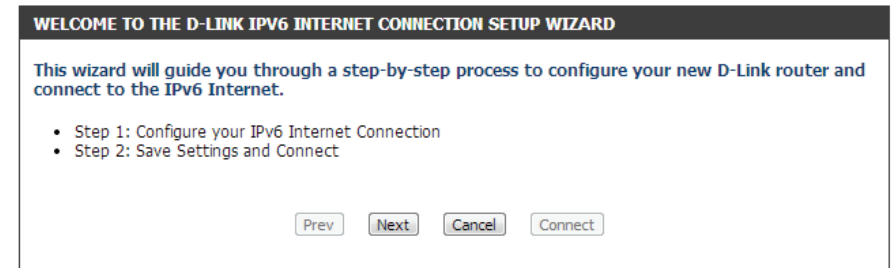 WELCOME TO THE D-LINK IPV6 INTERNET CONNECTION SETUP WIZARD
This wizard will guide you through a step-by-step process to configure your new D-Link router and
connect to the IPv6 Internet.
• Step 1: Configure your IPv6 Internet Connection
• Step 2: Save Settings and Connect
Prev Next Cancel Connect